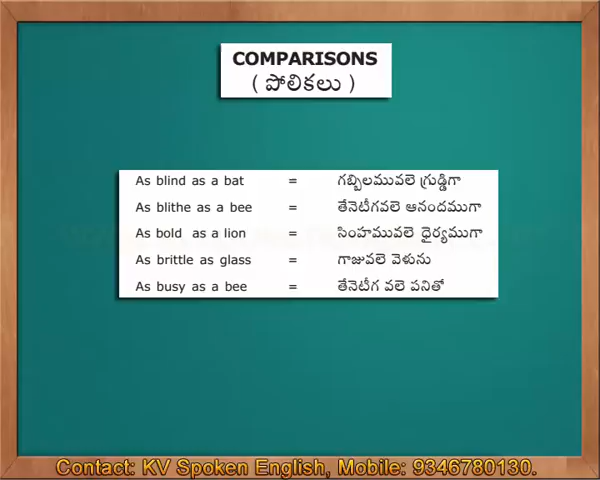 COMPARISONS
( పోలికలు )
As blind as a bat = గబ్బిలమువలె గ్రుడ్డిగా
As blithe as a bee = తేనెటీగవలె ఆనందముగా
As bold as a lion = సింహమువలె ధైర్యముగా
As brittle as glass = గాజువలె వెళును
As busy as a bee = తేనెటీగ వలె పనితో
Contact: KV Spoken English, Mobile: 9346780130.